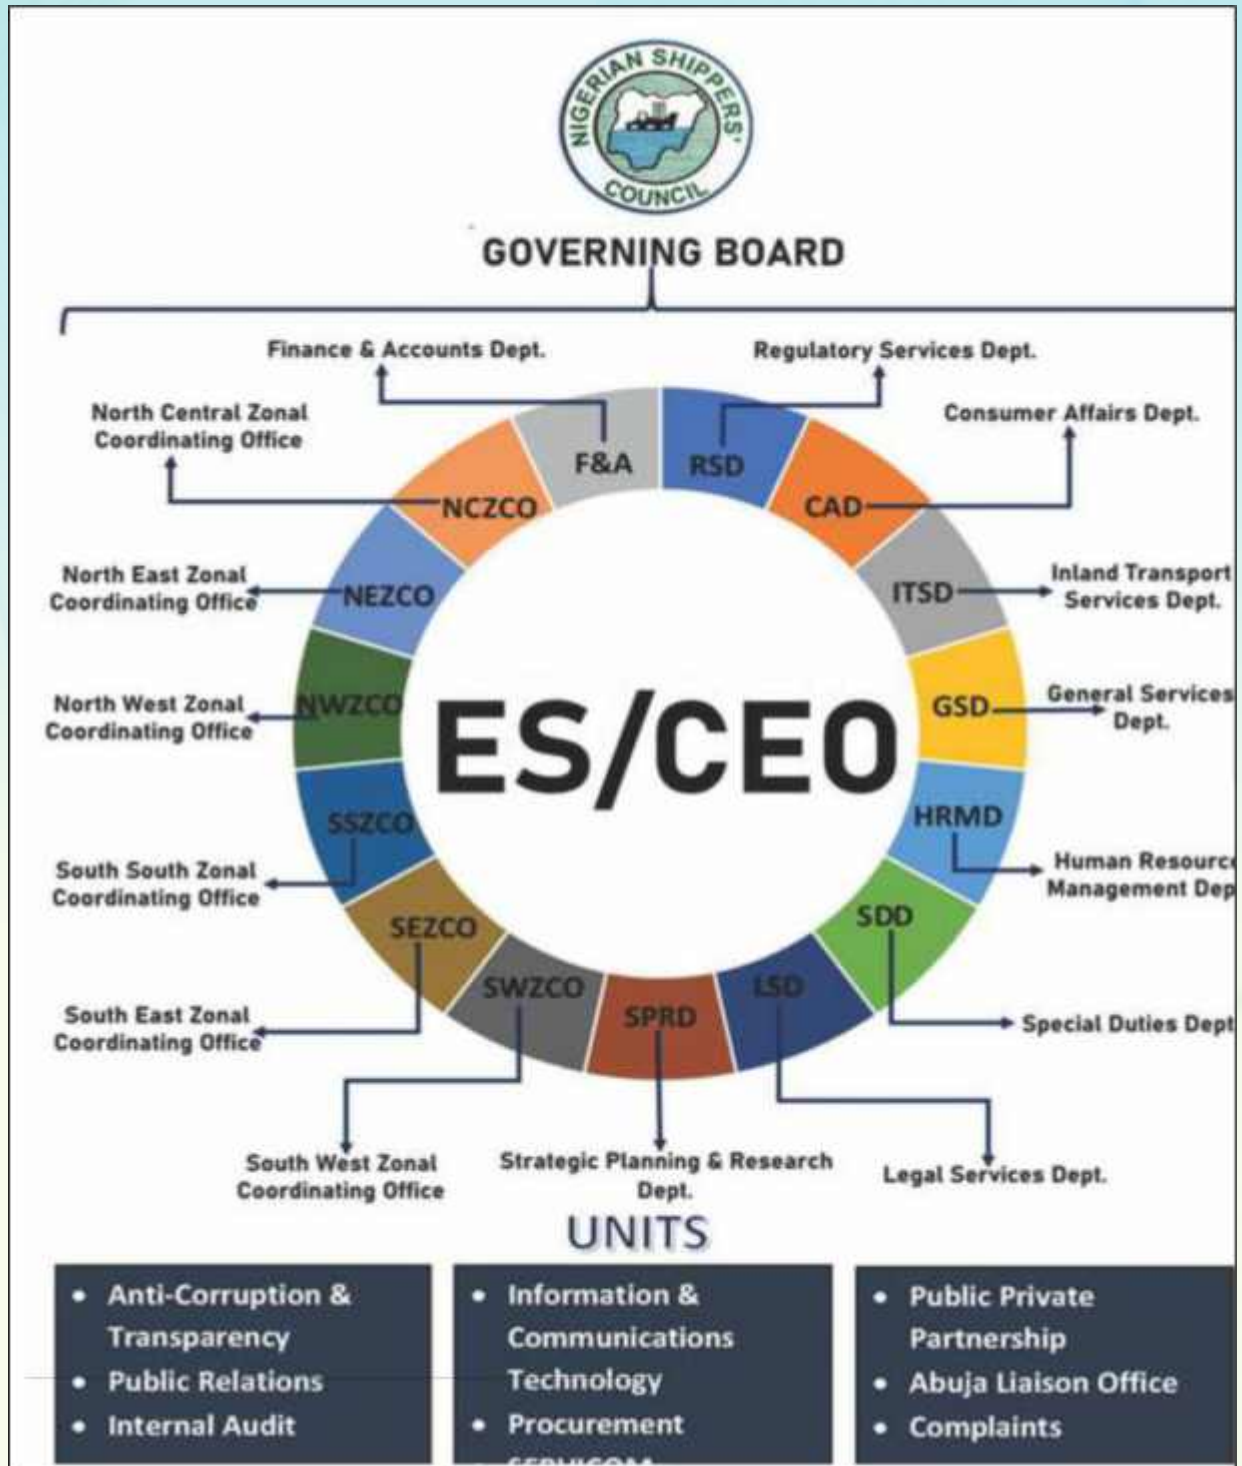 NIGERIAN SHIPPERS'
COUNCIL
GOVERNING BOARD
Finance & Accounts Dept.
Regulatory Services Dept.
North Central Zonal
Coordinating Office
Consumer Affairs Dept.
F&A
RSD
NCZCO
CAD
North East Zonal
Coordinating Office
NEZCO
ITSD
Inland Transport
Services Dept.
North West Zonal
Coordinating Office
NWZCO
ES/CEO
GSD
General Services
Dept.
SSZCO
HRMD
South South Zonal
Coordinating Office
Human Resource
Management Dep
SEZCO
SDD
SWZCO
SPRD
LSD
South East Zonal
Coordinating Office
Special Duties Dept
South West Zonal
Coordinating Office
Strategic Planning & Research
Dept.
Legal Services Dept.
UNITS
• Anti-Corruption &
Transparency
• Public Relations
• Internal Audit
• Information &
Communications
Technology
• Procurement
• SERVICOM
• Public Private
Partnership
• Abuja Liaison Office
• Complaints